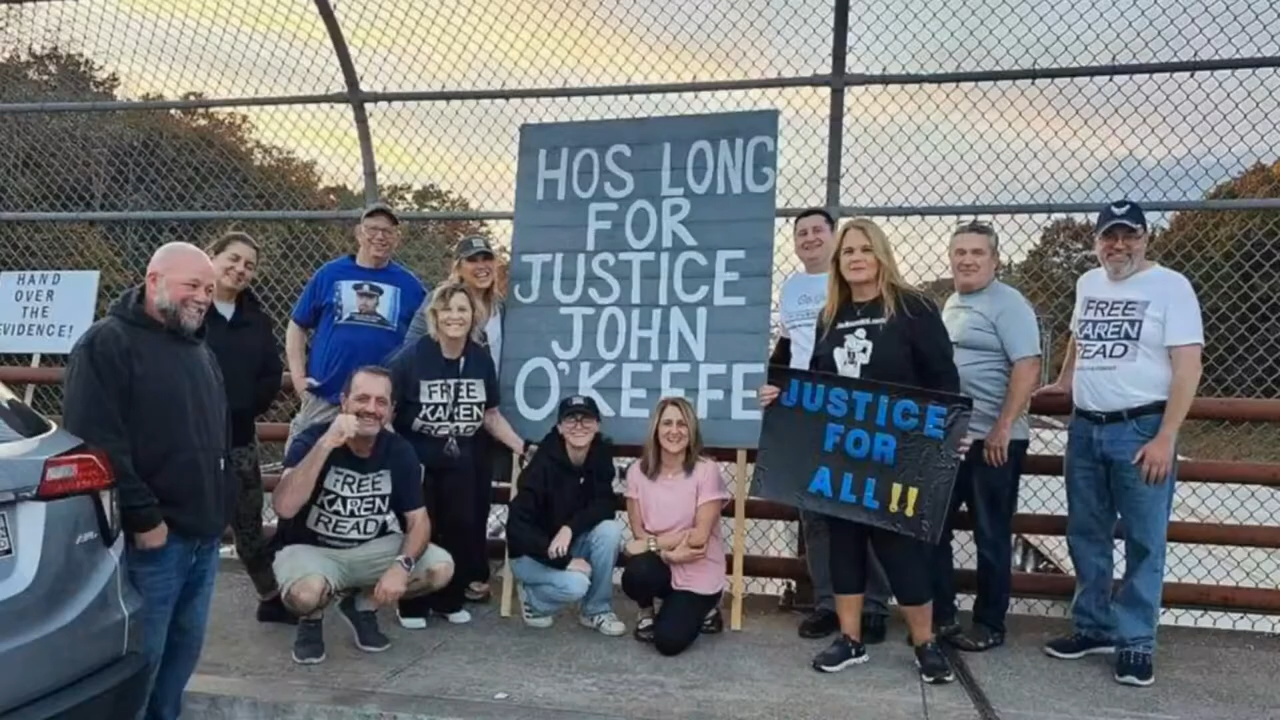 HOS LONG
FOR
JUSTICE
JOHN
O'KEEFE
HAND
OVER
THE
EVIDENCE!
JUSTICE
FOR
ALL!!
FREE
KAREN
READ
FREE
KAREN
READ
FREE
KAREN
READ